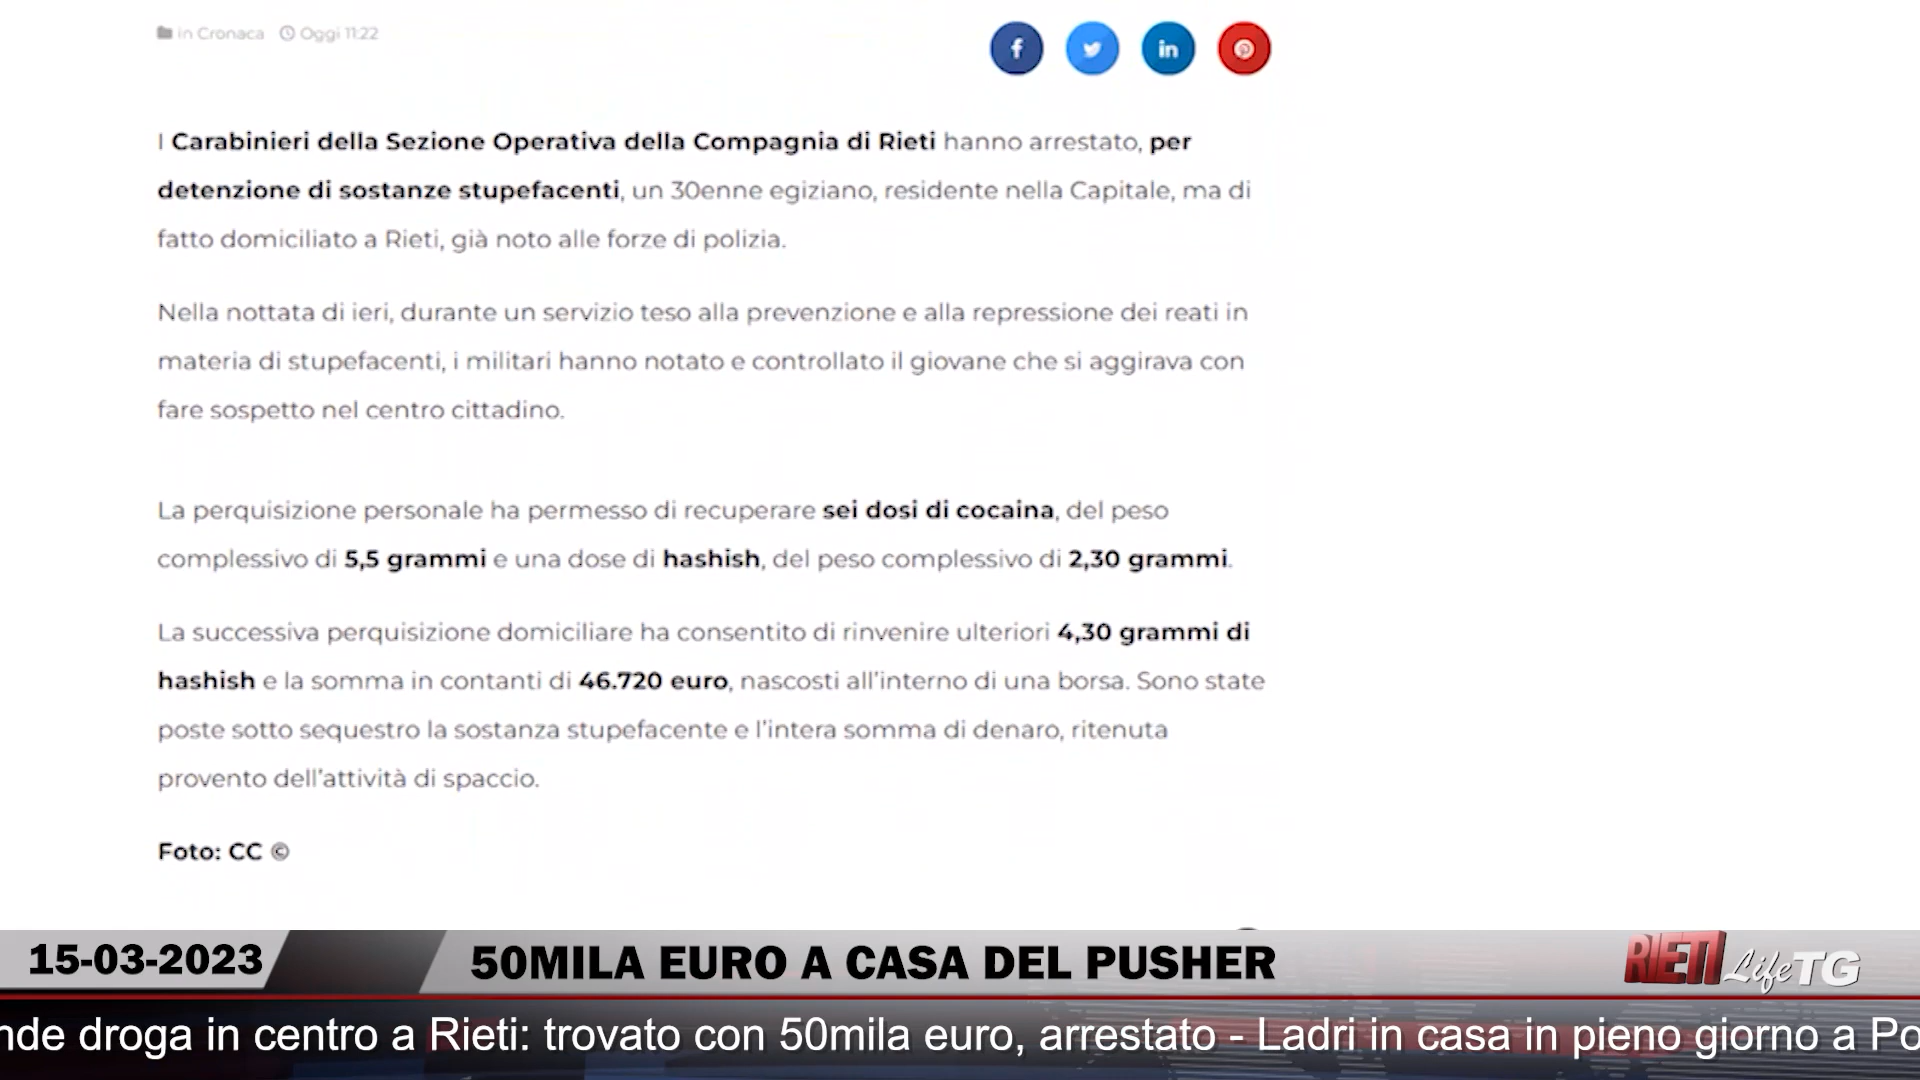 in Cronaca Oggi 11:22
I Carabinieri della Sezione Operativa della Compagnia di Rieti hanno arrestato, per
detenzione di sostanze stupefacenti, un 30enne egiziano, residente nella Capitale, ma di
fatto domiciliato a Rieti, già noto alle forze di polizia.
Nella nottata di ieri, durante un servizio teso alla prevenzione e alla repressione dei reati in
materia di stupefacenti, i militari hanno notato e controllato il giovane che si aggirava con
fare sospetto nel centro cittadino.
La perquisizione personale ha permesso di recuperare sei dosi di cocaina, del peso
complessivo di 5,5 grammi e una dose di hashish, del peso complessivo di 2,30 grammi.
La successiva perquisizione domiciliare ha consentito di rinvenire ulteriori 4,30 grammi di
hashish e la somma in contanti di 46.720 euro, nascosti all'interno di una borsa. Sono state
poste sotto sequestro la sostanza stupefacente e l'intera somma di denaro, ritenuta
provento dell'attività di spaccio.
Foto: CC ©
15-03-2023
50MILA EURO A CASA DEL PUSHER
RIETI Life TG
nde droga in centro a Rieti: trovato con 50mila euro, arrestato - Ladri in casa in pieno giorno a Po